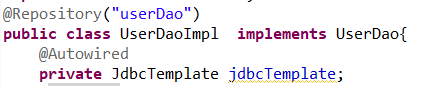 @Repository("userDao")
public class UserDaoImpl  implements UserDao{
    @Autowired
    private JdbcTemplate jdbcTemplate;